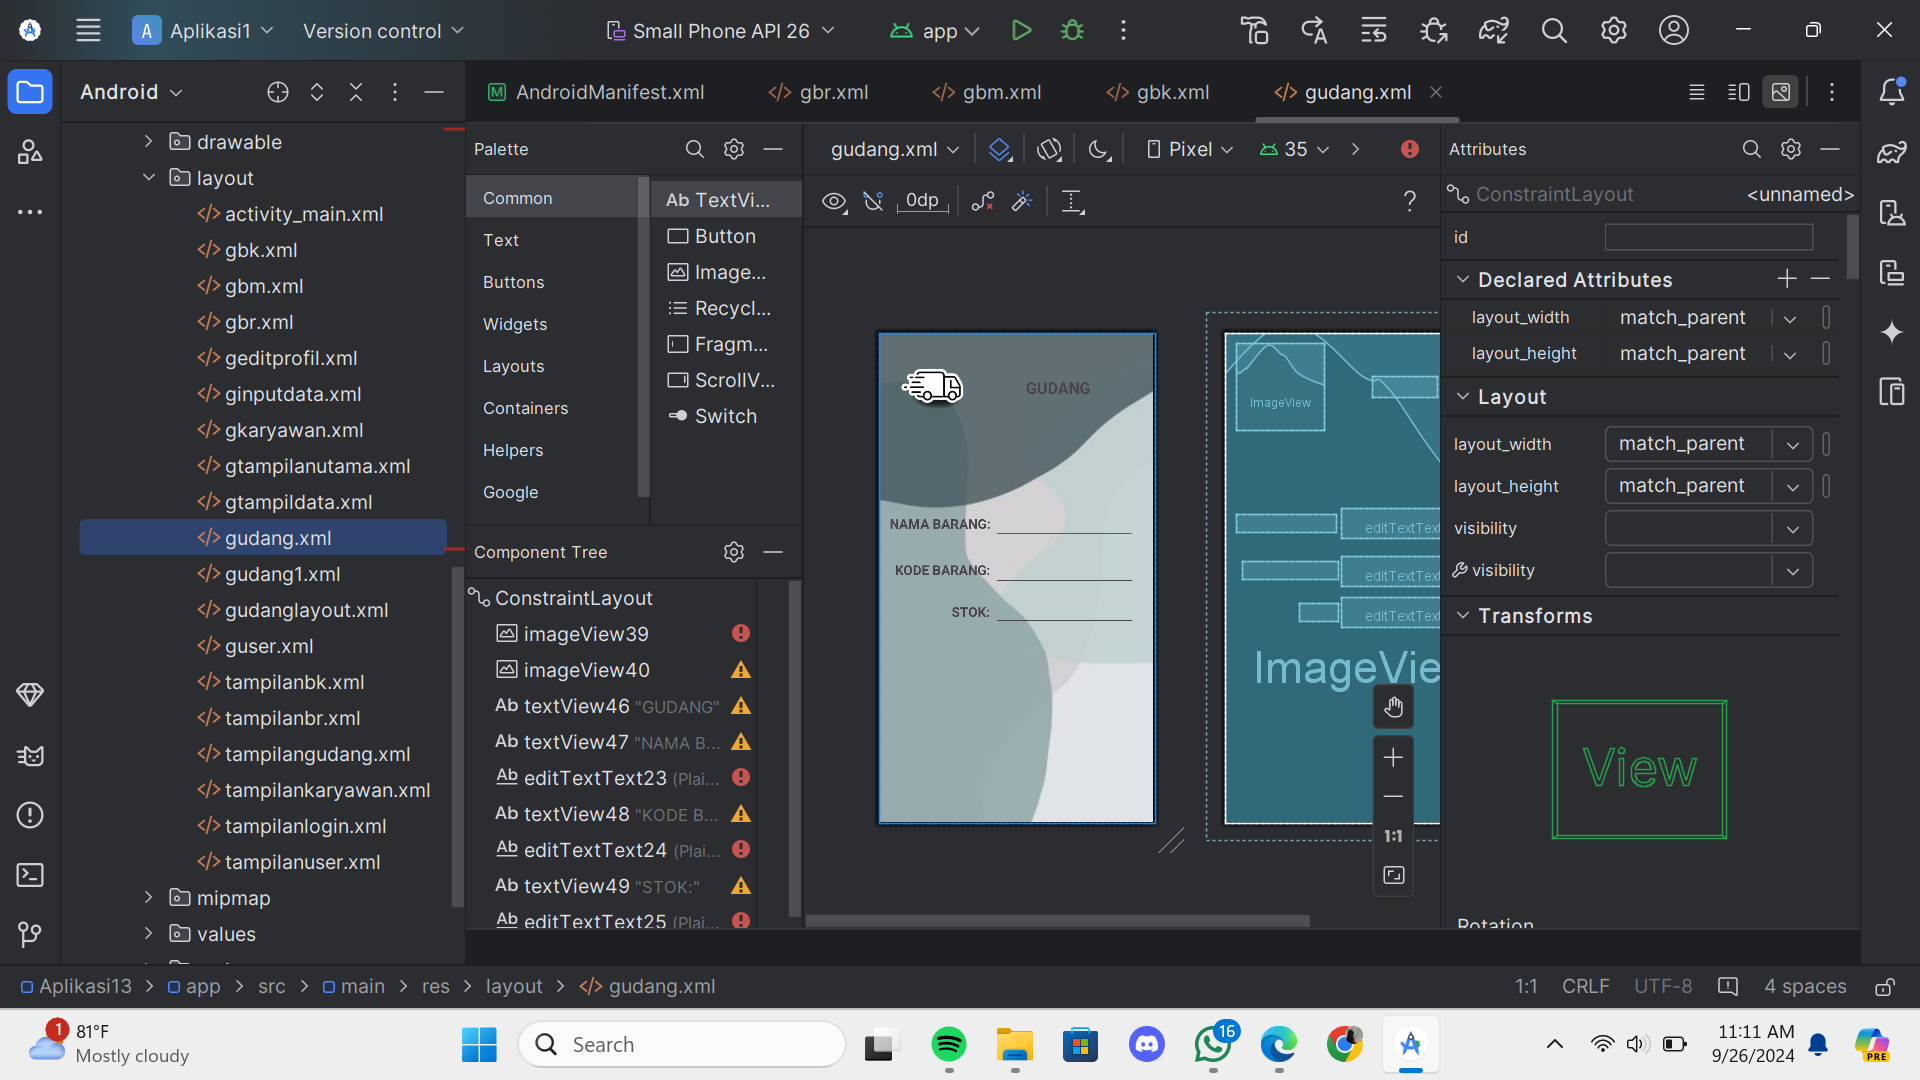 Aplikasi1
Version control
Small Phone API 26
app
Android
AndroidManifest.xml
gbr.xml
gbm.xml
gbk.xml
gudang.xml
drawable
layout
activity_main.xml
gbk.xml
gbm.xml
gbr.xml
geditprofil.xml
ginputdata.xml
gkaryawan.xml
gtampilanutama.xml
gtampildata.xml
gudang.xml
gudang1.xml
gudanglayout.xml
guser.xml
tampilanbk.xml
tampilanbr.xml
tampilangudang.xml
tampilankaryawan.xml
tampilanlogin.xml
tampilanuser.xml
mipmap
values
Palette
Common
Text
Buttons
Widgets
Layouts
Containers
Helpers
Google
Ab TextVi...
Button
Image...
Recycl...
Fragm...
ScrollV...
Switch
Component Tree
ConstraintLayout
imageView39
imageView40
Ab textView46 "GUDANG"
Ab textView47 "NAMA B...
Ab editTextText23 (Plai...
Ab textView48 "KODE B...
Ab editTextText24 (Plai...
Ab textView49 "STOK:"
Ab editTextText25 (Plai...
gudang.xml
Pixel
35
0dp
?
GUDANG
NAMA BARANG:
KODE BARANG:
STOK:
ImageView
editTextText
editTextText
editTextText
ImageVie
1:1
Attributes
ConstraintLayout
<unnamed>
id
Declared Attributes
layout_width match_parent
layout_height match_parent
Layout
layout_width match_parent
layout_height match_parent
visibility
visibility
Transforms
View
Rotation
Aplikasi13 > app > src > main > res > layout > gudang.xml
1:1 CRLF UTF-8 4 spaces
1
81°F
Mostly cloudy
Search
16
11:11 AM
9/26/2024
PRE